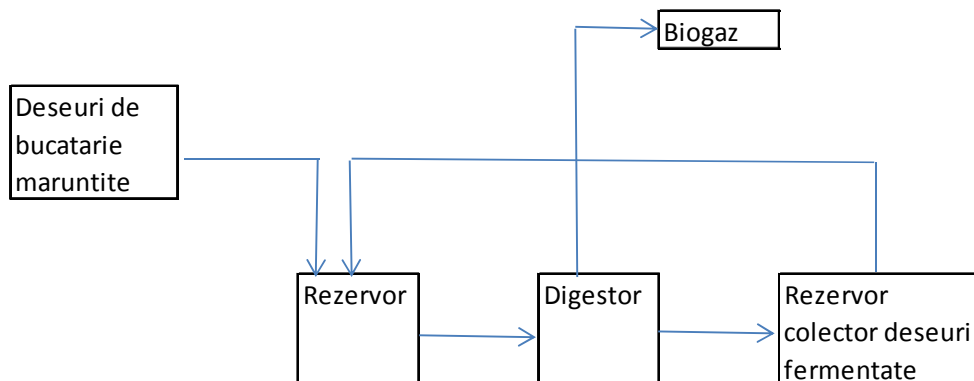 Biogaz
Deseuri de
bucatarie
maruntite
Rezervor
Digestor
Rezervor
colector deseuri
fermentate